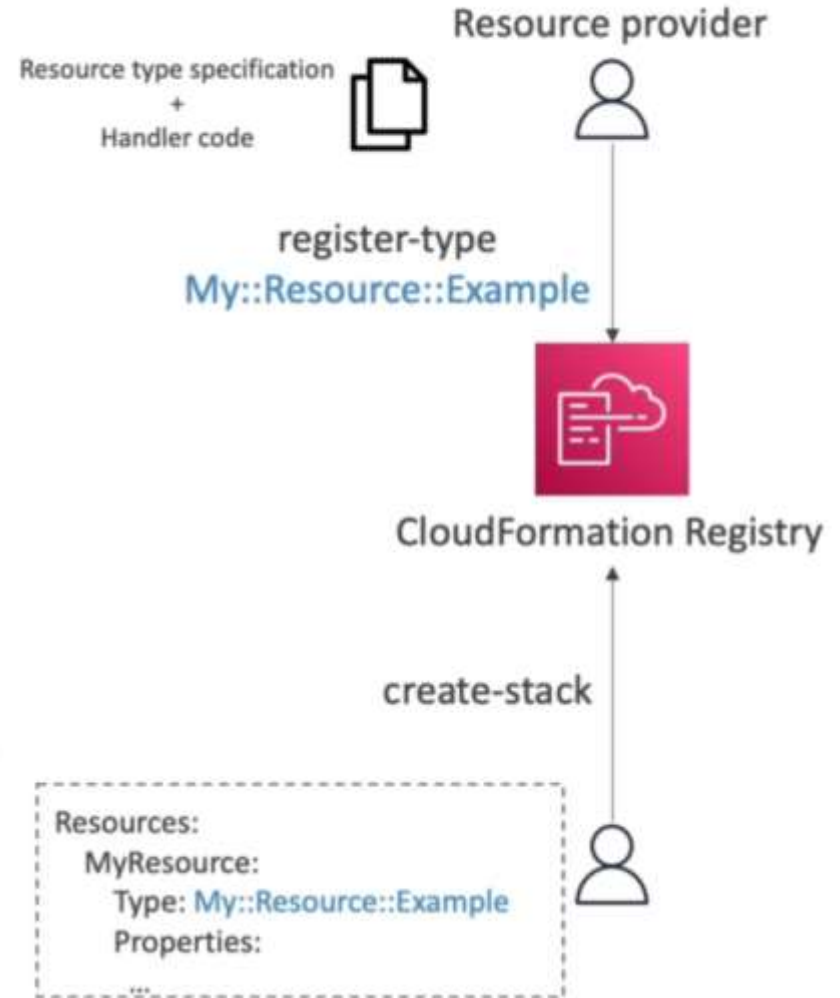 Resource provider
Resource type specification
+
Handler code
register-type
My::Resource::Example
CloudFormation Registry
create-stack
Resources:
MyResource:
Type: My::Resource::Example
Properties:
...